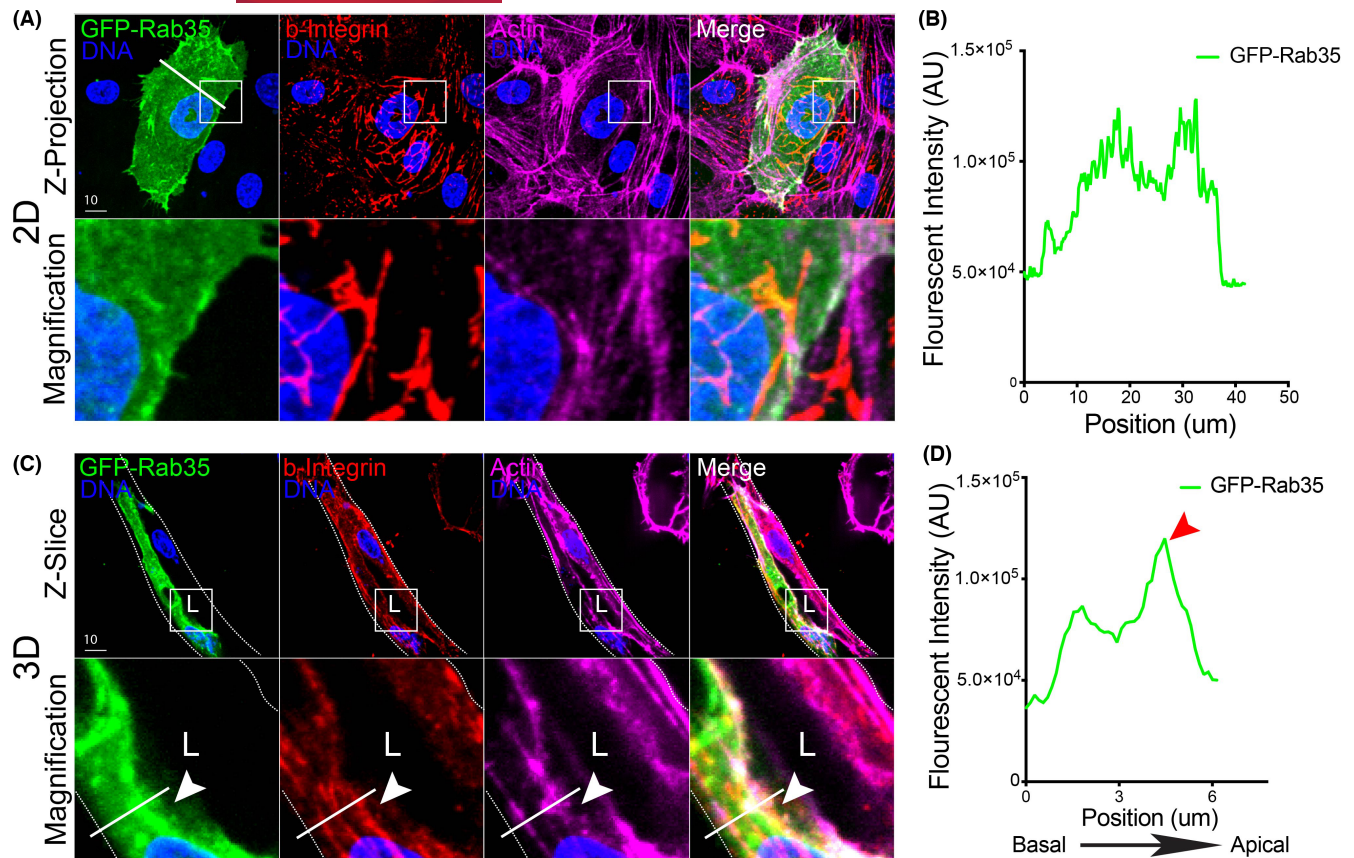 (A)
GFP-Rab35
DNA
b-Integrin
DNA
Actin
DNA
Merge
2D
Z-Projection
10
Magnification
(B)
GFP-Rab35
Flourescent Intensity (AU)
1.5×10⁵
1.0×10⁵
5.0×10⁴
0
0 10 20 30 40 50
Position (um)
(C)
GFP-Rab35
DNA
b-Integrin
DNA
Actin
DNA
Merge
3D
Z-Slice
10
L L L L
Magnification
L L L L
(D)
GFP-Rab35
Flourescent Intensity (AU)
1.5×10⁵
1.0×10⁵
5.0×10⁴
0
0 3 6
Position (um)
Basal Apical